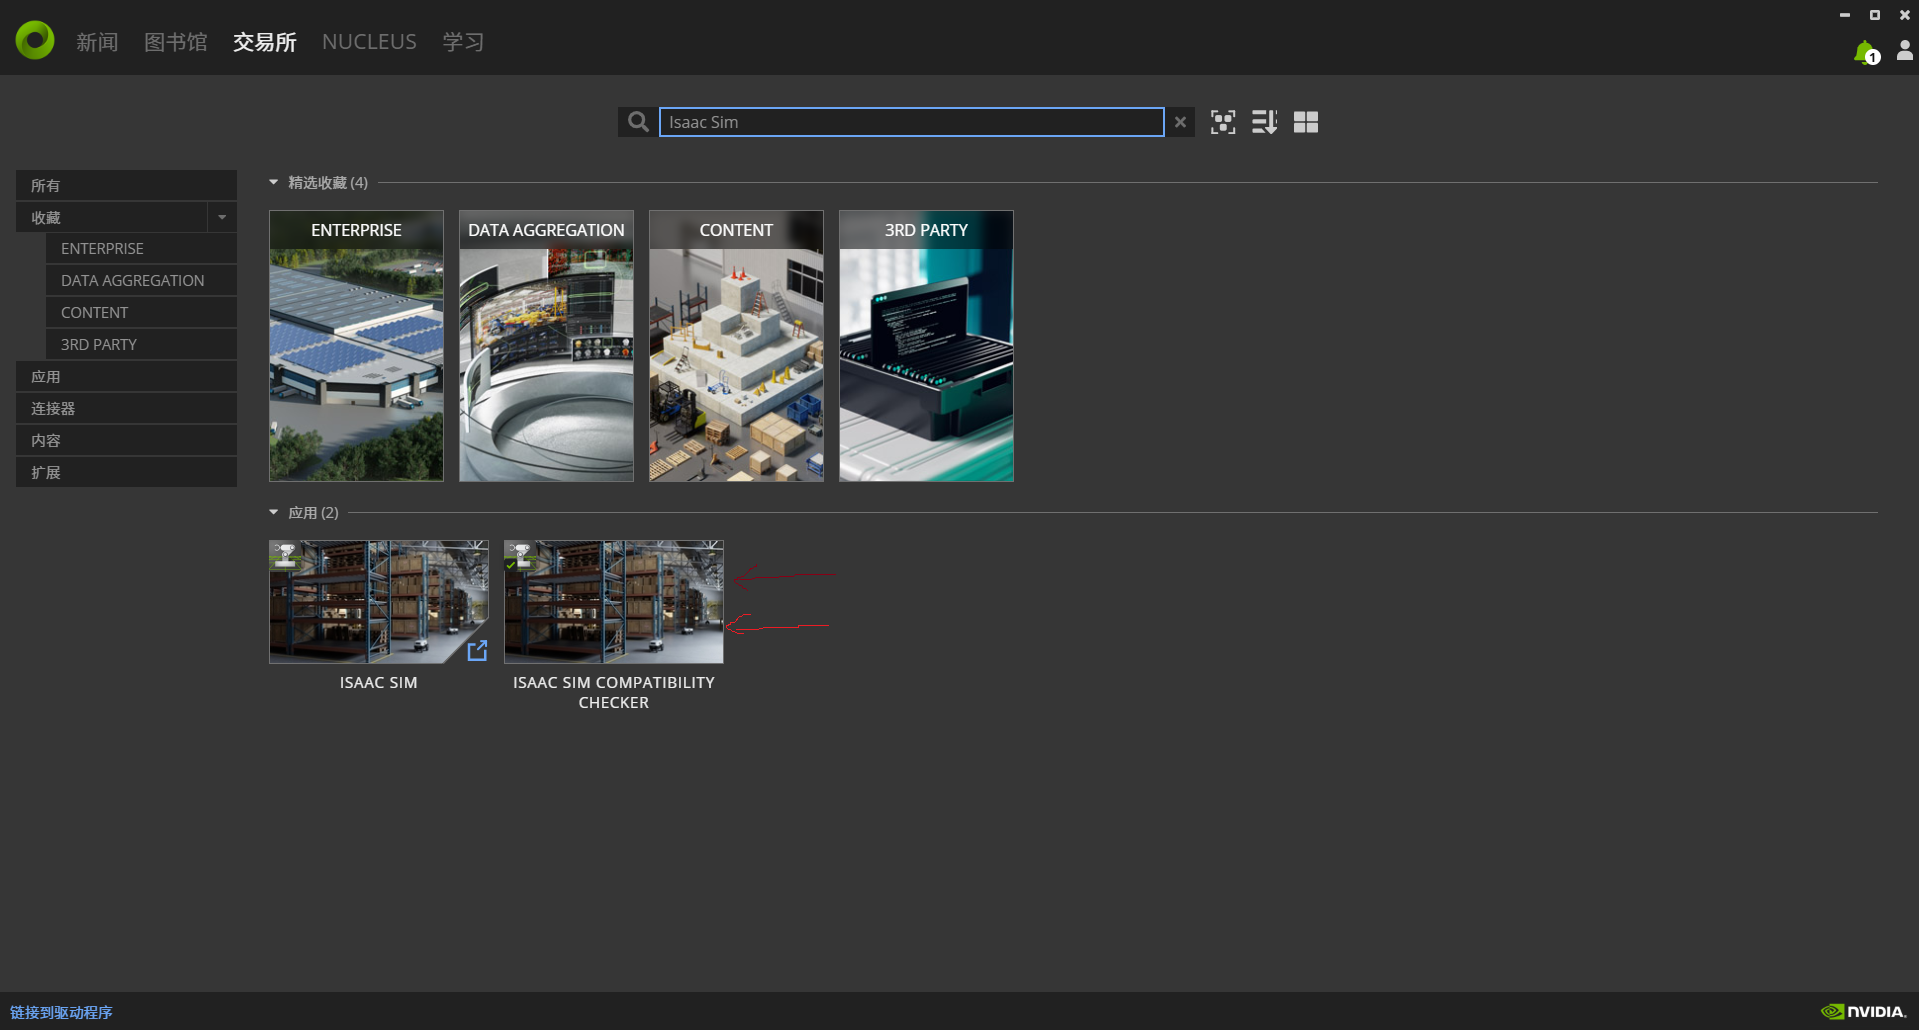 新闻 图书馆 交易所 NUCLEUS 学习
1
Isaac Sim
所有
收藏
ENTERPRISE
DATA AGGREGATION
CONTENT
3RD PARTY
应用
连接器
内容
扩展
精选收藏 (4)
ENTERPRISE
DATA AGGREGATION
CONTENT
3RD PARTY
应用 (2)
ISAAC SIM
ISAAC SIM COMPATIBILITY
CHECKER
链接到驱动程序
NVIDIA.